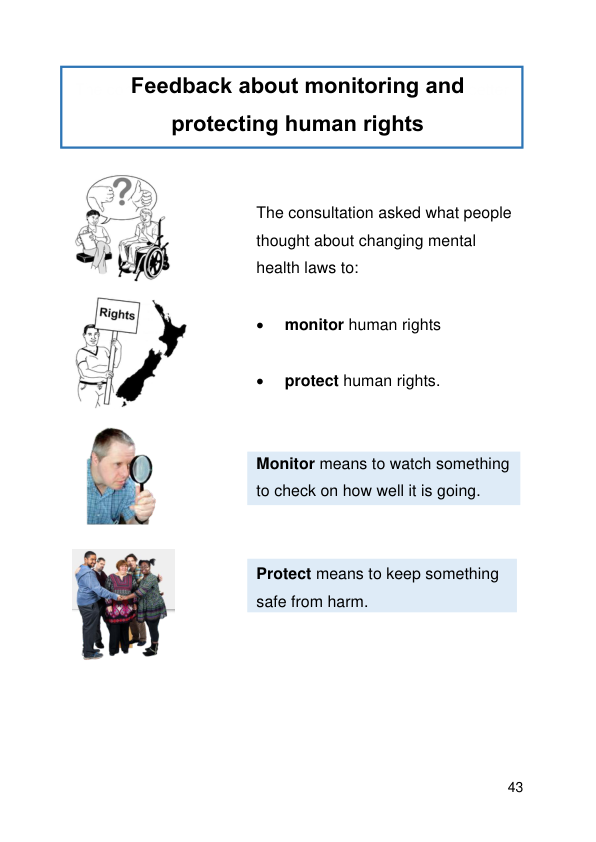 Feedback about monitoring and
protecting human rights
?
The consultation asked what people
thought about changing mental
health laws to:
Rights
• monitor human rights
• protect human rights.
Monitor means to watch something
to check on how well it is going.
Protect means to keep something
safe from harm.
43